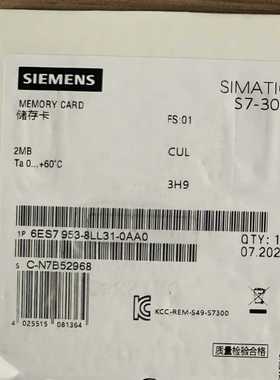 SIEMENS
SIMATIC
S7-30
MEMORY CARD
储存卡
FS:01
2MB
CUL
Ta 0...+60°C
3H9
1P 6ES7 953-8LL31-0AA0
QTY: 1
07.202
S C-N7B52968
KCC-REM-S49-S7300
4 025515 081364
质量检验合格